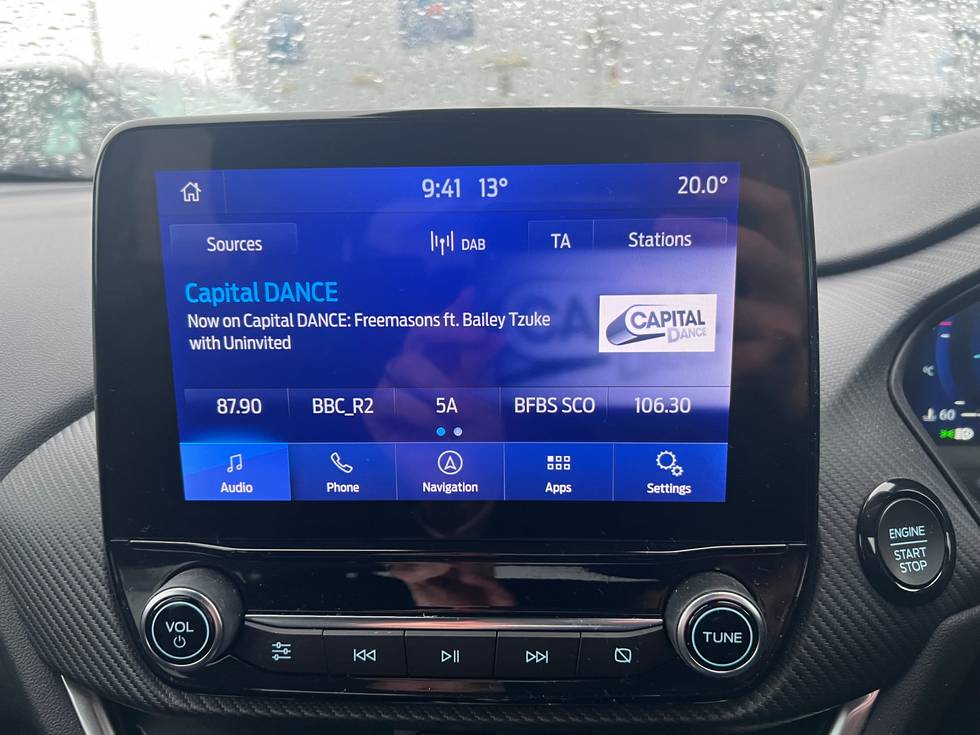 9:41 13° 20.0°
Sources DAB TA Stations
Capital DANCE
Now on Capital DANCE: Freemasons ft. Bailey Tzuke
with Uninvited
CAPITAL
DANCE
87.90 BBC_R2 5A BFBS SCO 106.30
Audio Phone Navigation Apps Settings
°C
60
ENGINE
START
STOP
VOL
TUNE